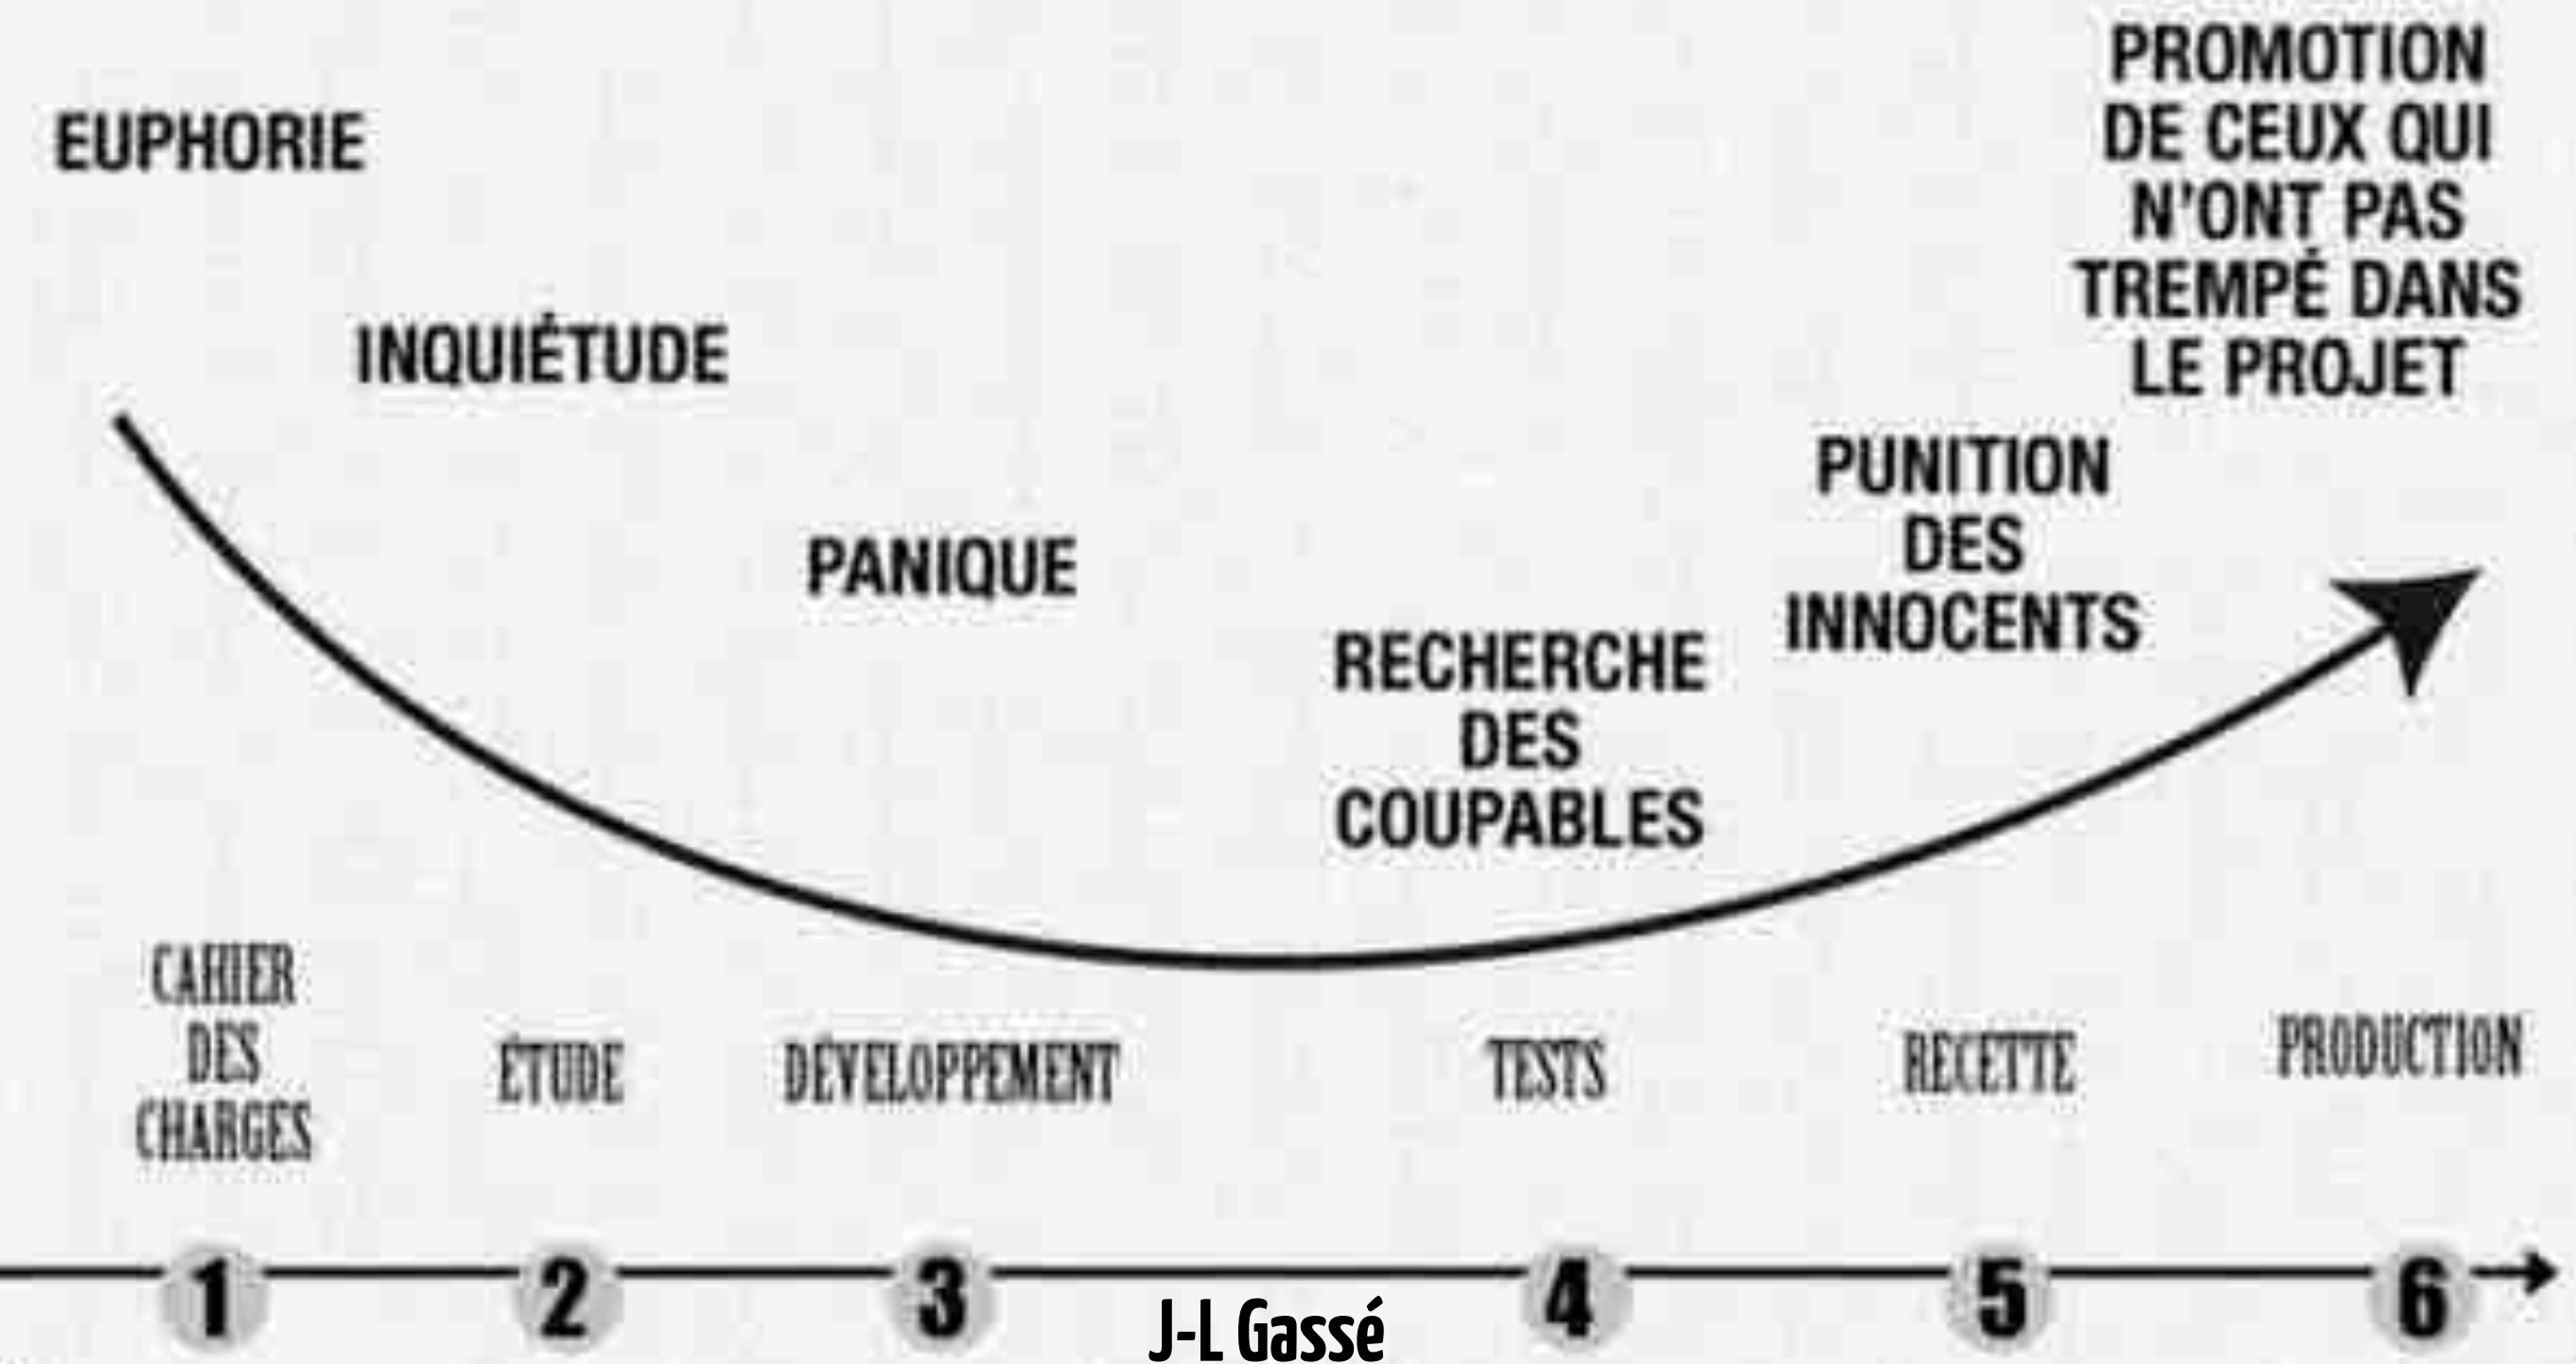 EUPHORIE
INQUIÉTUDE
PANIQUE
RECHERCHE
DES
COUPABLES
PUNITION
DES
INNOCENTS
PROMOTION
DE CEUX QUI
N'ONT PAS
TREMPÉ DANS
LE PROJET
CAHIER
DES
CHARGES
ÉTUDE
DÉVELOPPEMENT
TESTS
RECETTE
PRODUCTION
1
2
3
4
5
6
J-L Gassé